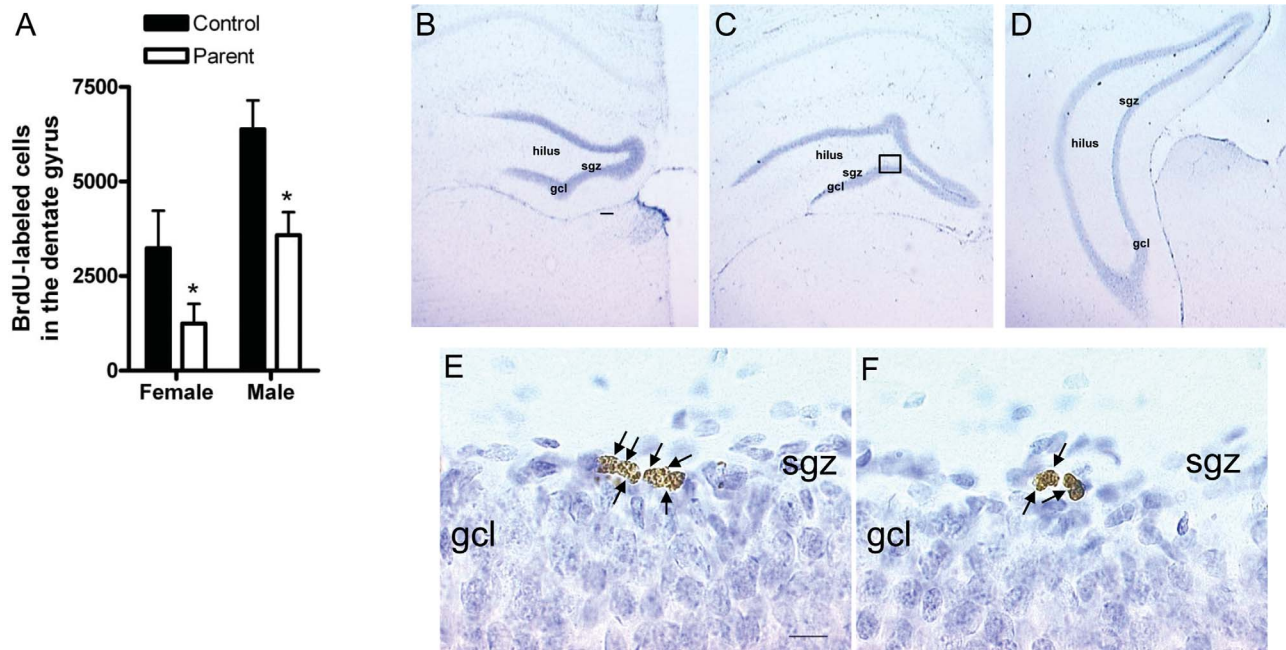 A
Control
Parent
BrdU-labeled cells
in the dentate gyrus
7500
5000
2500
0
*
*
Female
Male
B
hilus
sgz
gcl
C
hilus
sgz
gcl
D
sgz
hilus
gcl
E
sgz
gcl
F
sgz
gcl